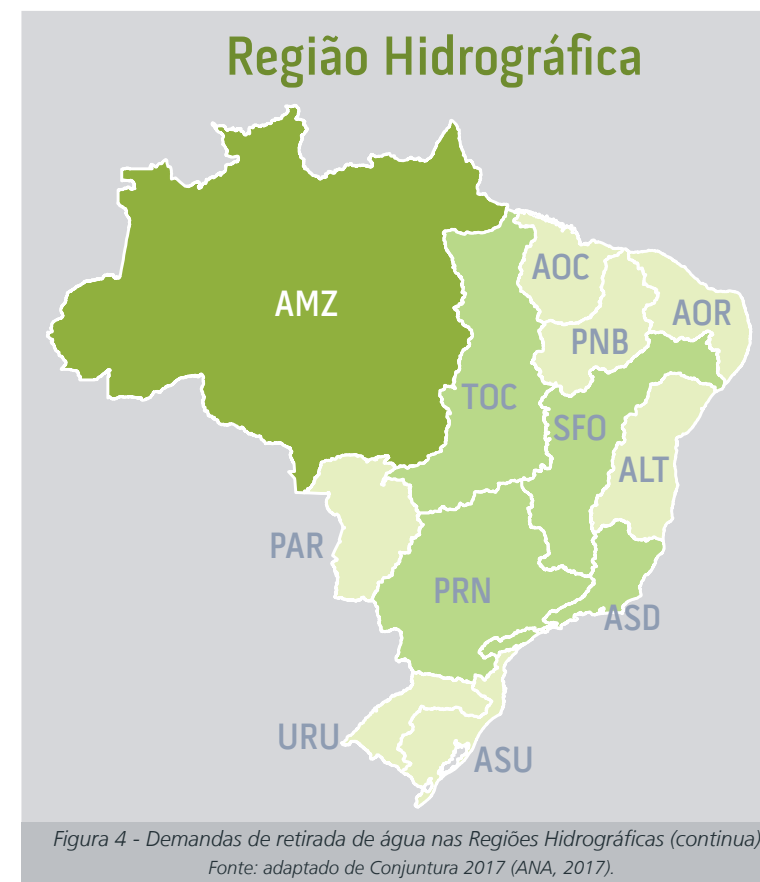 Região Hidrográfica
AMZ
AOC
AOR
PNB
TOC
SFO
ALT
PAR
PRN
ASD
URU
ASU
Figura 4 - Demandas de retirada de água nas Regiões Hidrográficas (continua)
Fonte: adaptado de Conjuntura 2017 (ANA, 2017).